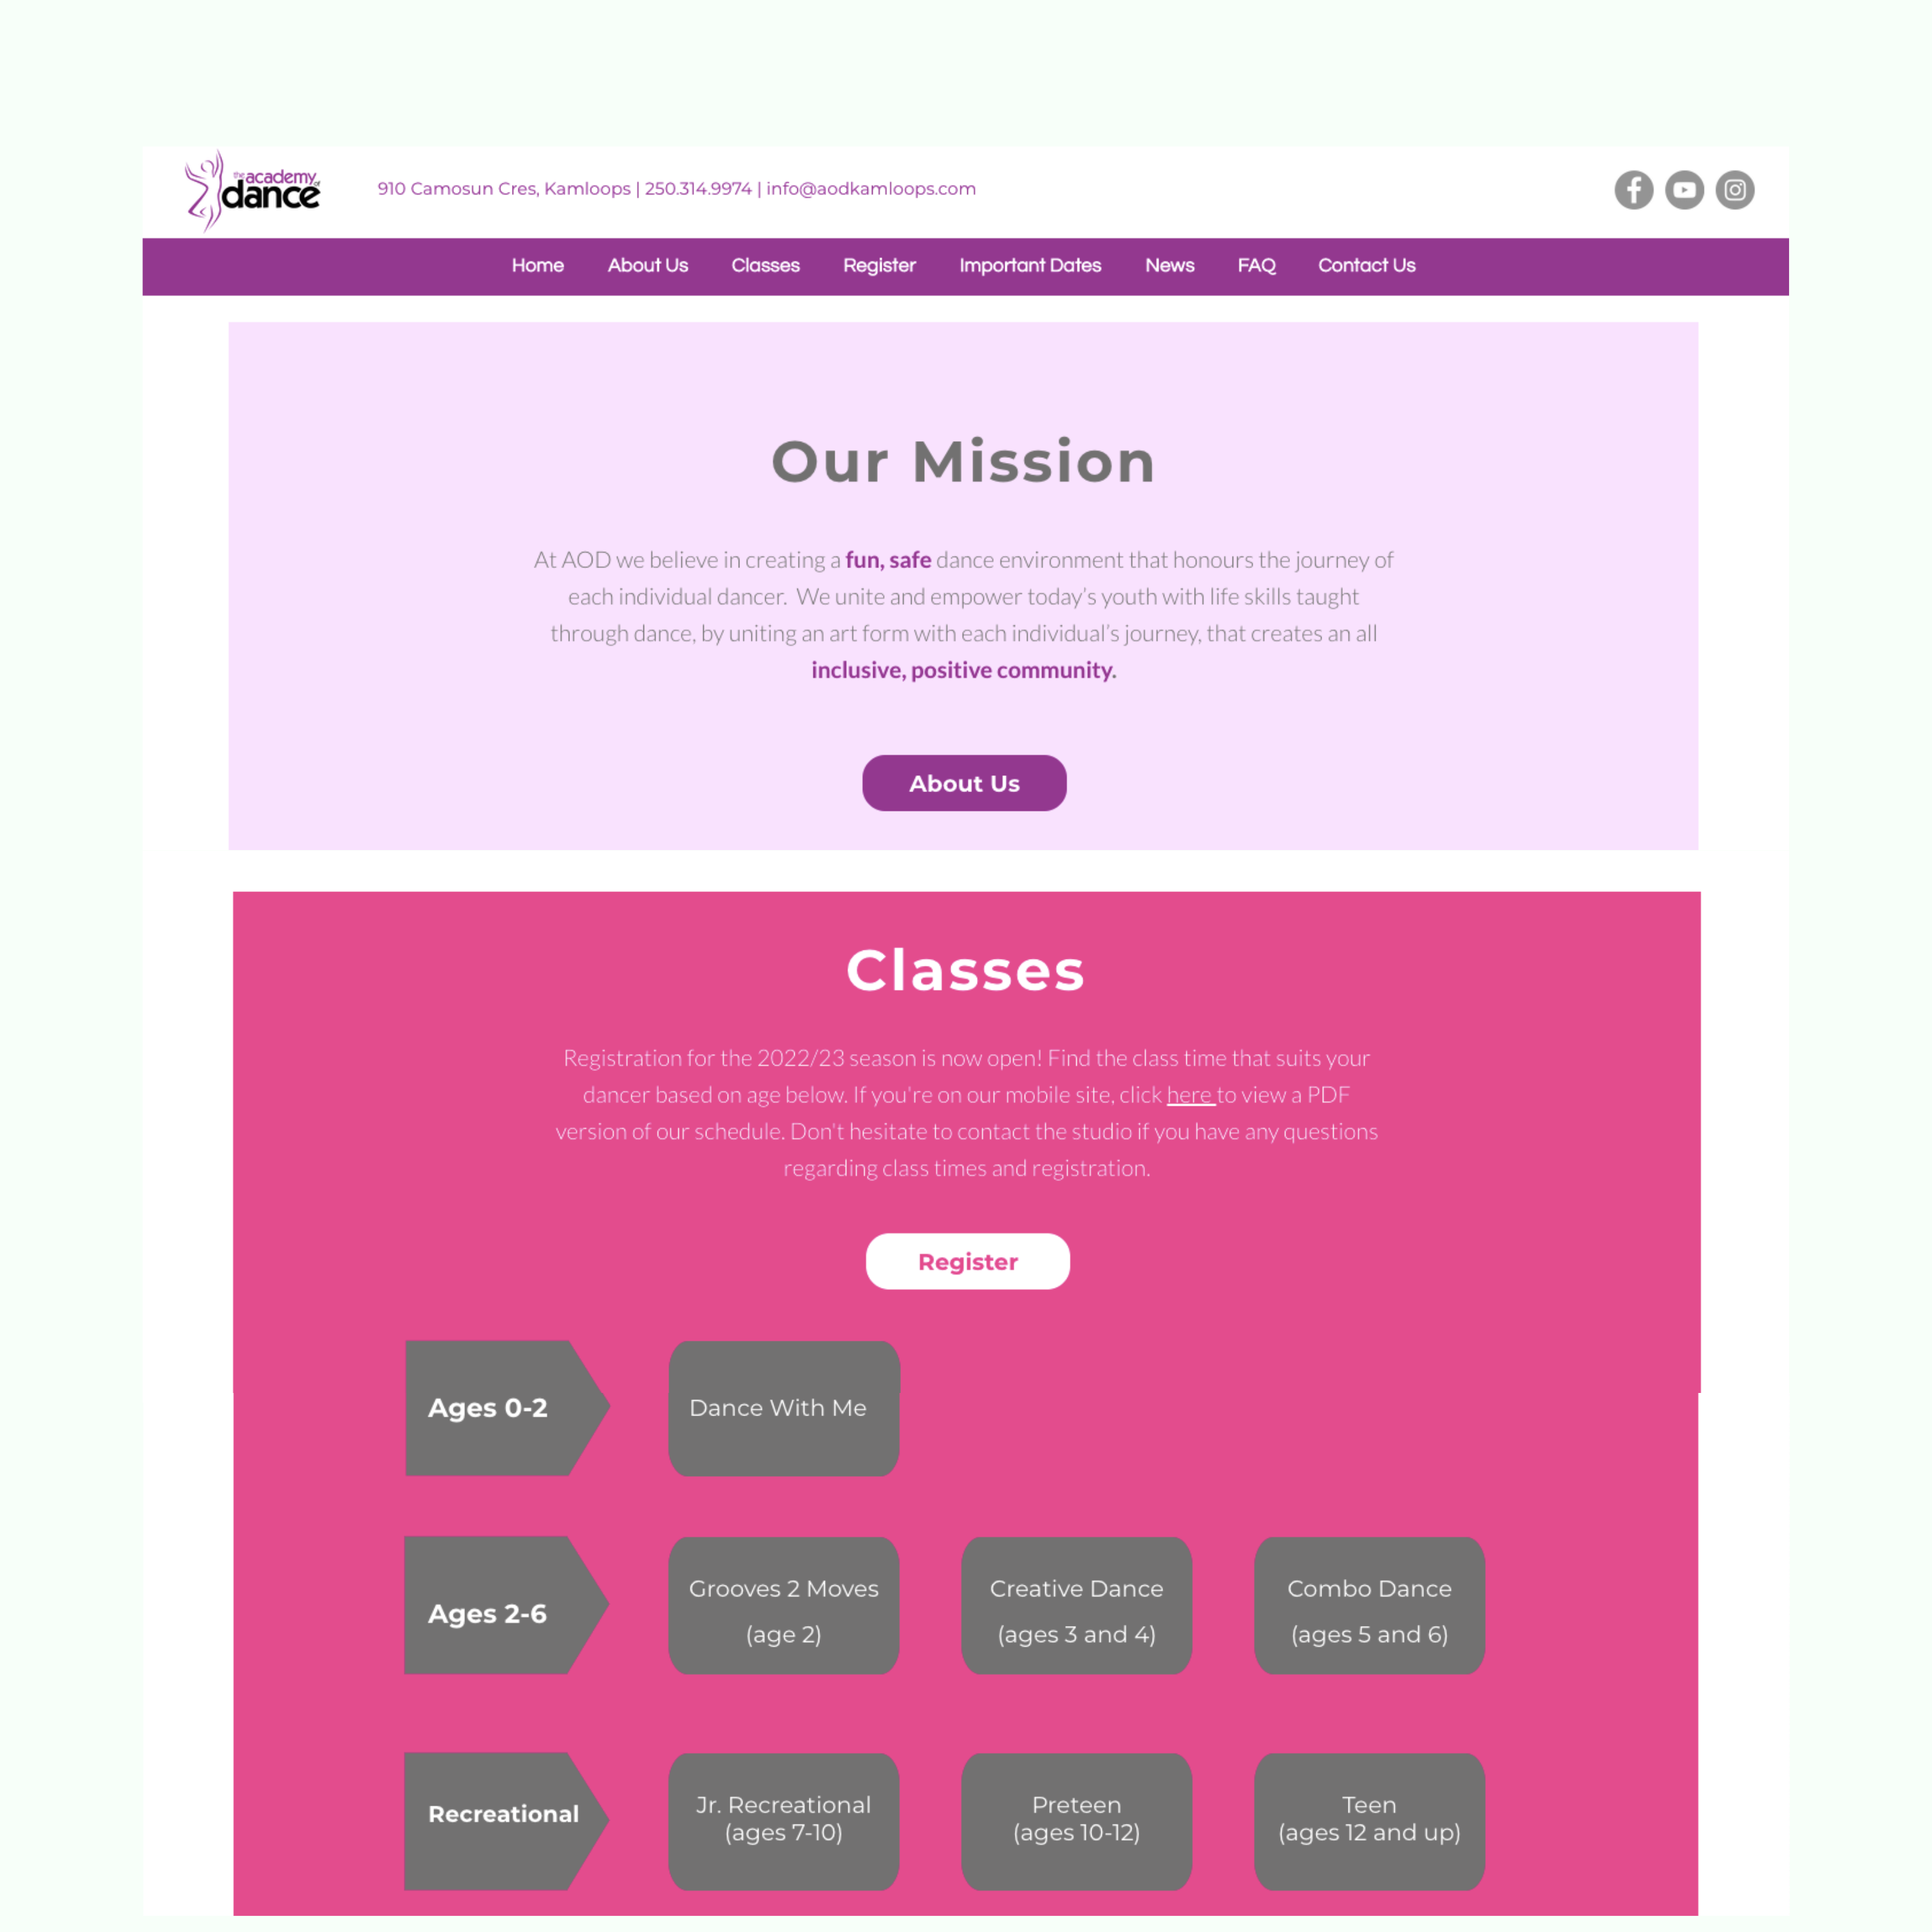 the academy of
dance
910 Camosun Cres, Kamloops | 250.314.9974 | info@aodkamloops.com
Home About Us Classes Register Important Dates News FAQ Contact Us
Our Mission
At AOD we believe in creating a fun, safe dance environment that honours the journey of
each individual dancer.  We unite and empower today's youth with life skills taught
through dance, by uniting an art form with each individual's journey, that creates an all
inclusive, positive community.
About Us
Classes
Registration for the 2022/23 season is now open! Find the class time that suits your
dancer based on age below. If you're on our mobile site, click here to view a PDF
version of our schedule. Don't hesitate to contact the studio if you have any questions
regarding class times and registration.
Register
Ages 0-2
Dance With Me
Ages 2-6
Grooves 2 Moves
(age 2)
Creative Dance
(ages 3 and 4)
Combo Dance
(ages 5 and 6)
Recreational
Jr. Recreational
(ages 7-10)
Preteen
(ages 10-12)
Teen
(ages 12 and up)